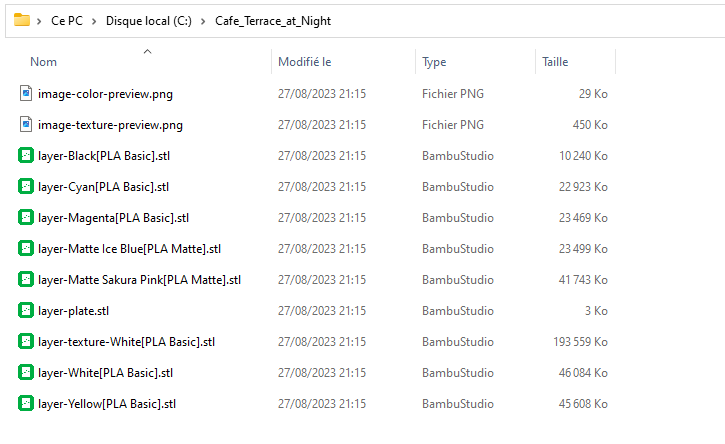 Ce PC > Disque local (C:) > Cafe_Terrace_at_Night
Nom Modifié le Type Taille
image-color-preview.png 27/08/2023 21:15 Fichier PNG 29 Ko
image-texture-preview.png 27/08/2023 21:15 Fichier PNG 450 Ko
layer-Black[PLA Basic].stl 27/08/2023 21:15 BambuStudio 10 240 Ko
layer-Cyan[PLA Basic].stl 27/08/2023 21:15 BambuStudio 22 923 Ko
layer-Magenta[PLA Basic].stl 27/08/2023 21:15 BambuStudio 23 469 Ko
layer-Matte Ice Blue[PLA Matte].stl 27/08/2023 21:15 BambuStudio 23 499 Ko
layer-Matte Sakura Pink[PLA Matte].stl 27/08/2023 21:15 BambuStudio 41 743 Ko
layer-plate.stl 27/08/2023 21:15 BambuStudio 3 Ko
layer-texture-White[PLA Basic].stl 27/08/2023 21:15 BambuStudio 193 559 Ko
layer-White[PLA Basic].stl 27/08/2023 21:15 BambuStudio 46 084 Ko
layer-Yellow[PLA Basic].stl 27/08/2023 21:15 BambuStudio 45 608 Ko